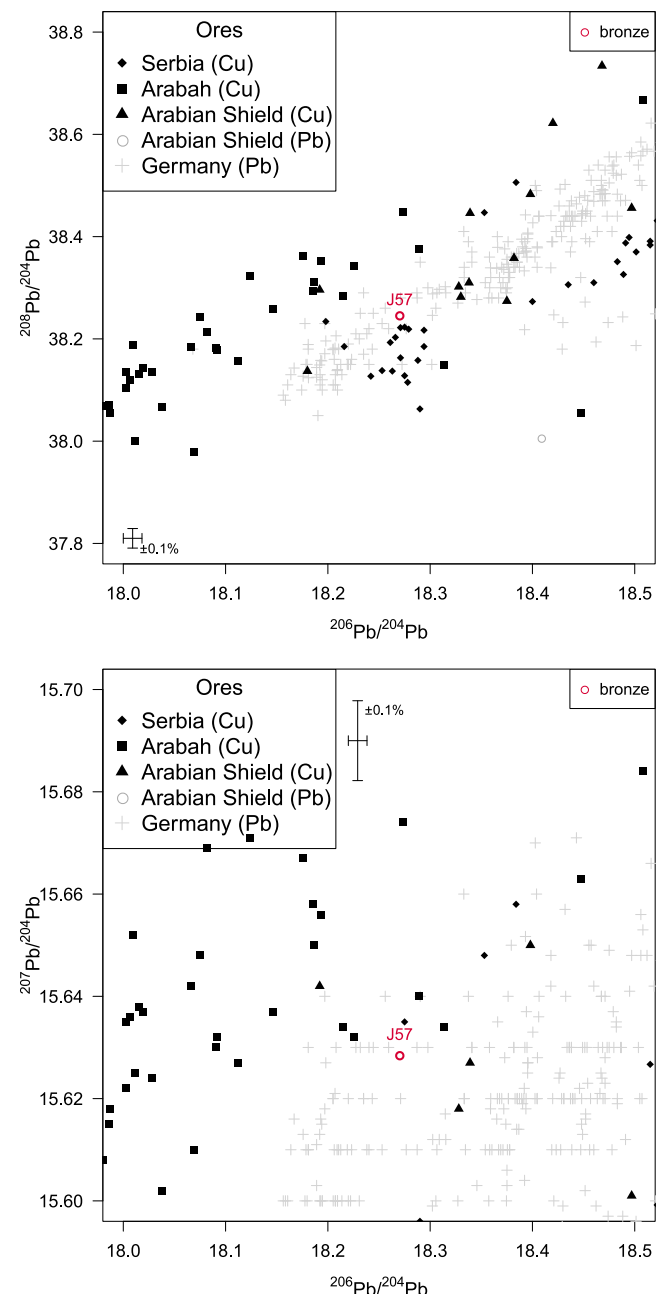 Ores
Serbia (Cu)
Arabah (Cu)
Arabian Shield (Cu)
Arabian Shield (Pb)
Germany (Pb)
bronze
38.8
38.6
38.4
38.2
38.0
37.8
208Pb/204Pb
J57
±0.1%
18.0 18.1 18.2 18.3 18.4 18.5
206Pb/204Pb
Ores
Serbia (Cu)
Arabah (Cu)
Arabian Shield (Cu)
Arabian Shield (Pb)
Germany (Pb)
bronze
±0.1%
15.70
15.68
15.66
15.64
15.62
15.60
207Pb/204Pb
J57
18.0 18.1 18.2 18.3 18.4 18.5
206Pb/204Pb